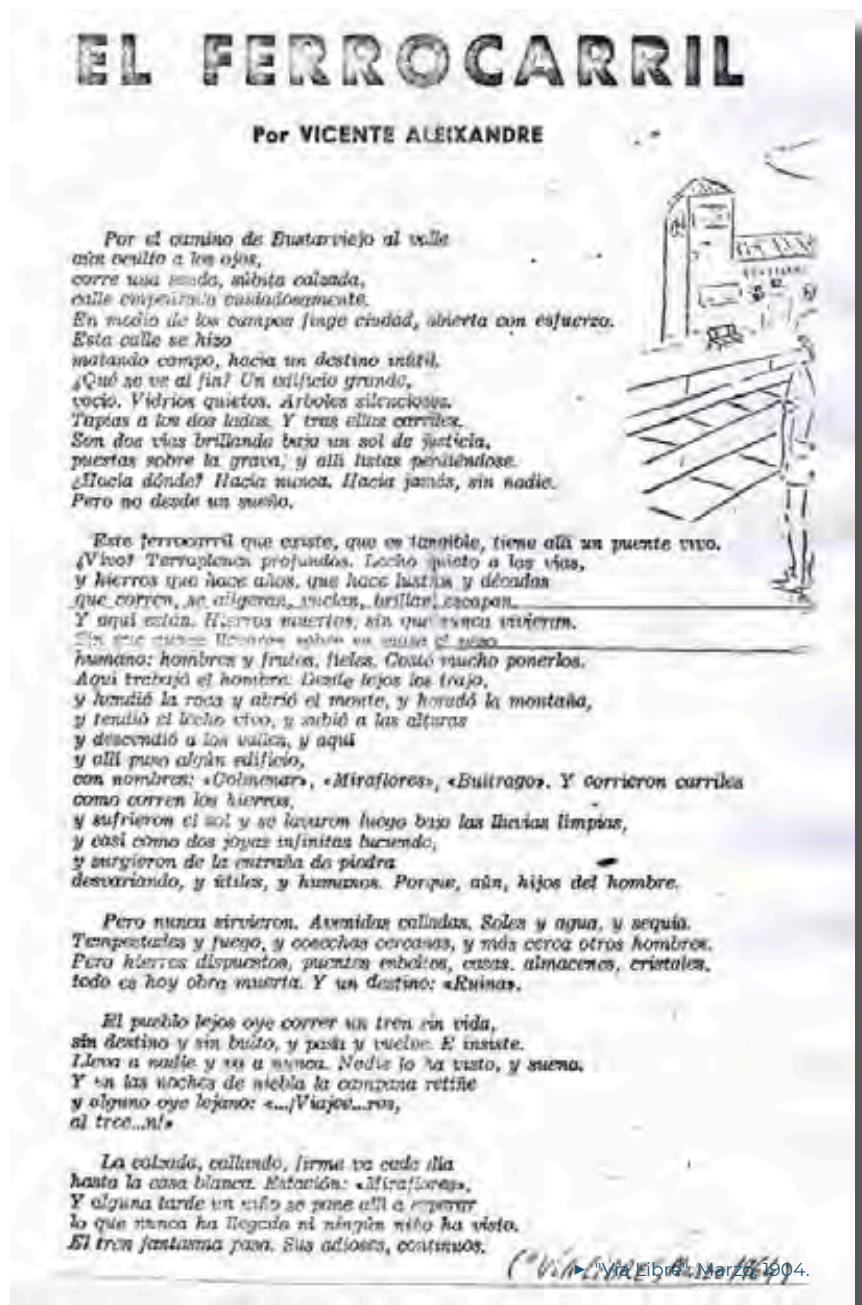 EL FERROCARRIL
Por VICENTE ALEIXANDRE
Por el camino de Bustarviejo al valle
aún oculto a los ojos,
corre una senda, súbita calzada,
calle empedrada cuidadosamente.
En medio de los campos finge ciudad, abierta con esfuerzo.
Esta calle se hizo
matando campo, hacia un destino inútil.
¿Qué se ve al fin? Un edificio grande,
vacío. Vidrios quietos. Arboles silenciosos.
Tapias a los dos lados. Y tras ellas carriles.
Son dos vías brillando bajo un sol de justicia,
puestas sobre la grava, y allí listas perdiéndose.
¿Hacia dónde? Hacia nunca. Hacia jamás, sin nadie.
Pero no desde un sueño.
Este ferrocarril que existe, que es tangible, tiene allí un puente vivo.
¿Vivo? Terraplenes profundos. Lecho quieto a las vías,
y hierros que hace años, que hace lustros y décadas
que corren, se aligeran, vuelan, brillan, escapan.
Y aquí están. Hierros muertos, sin que nunca vivieran.
Sin que nunca llevaron sobre su el peso
humano: hombres y frutos, fieles. Costó mucho ponerlos.
Aquí trabajó el hombre. Desde lejos los trajo,
y hendió la roca y abrió el monte, y horadó la montaña,
y tendió el lecho vivo, y subió a las alturas
y descendió a los valles, y aquí
y allí puso algún edificio,
con nombres: «Colmenar», «Miraflores», «Buitrago». Y corrieron carriles
como corren los hierros,
y sufrieron el sol y se lavaron luego bajo las lluvias limpias,
y casi como dos joyas infinitas luciendo,
y surgieron de la entraña de piedra
desvariando, y útiles, y humanos. Porque, aún, hijos del hombre.
Pero nunca sirvieron. Avenidas calladas. Soles y agua, y sequía.
Tempestades y fuego, y cosechas cercanas, y más cerca otros hombres.
Pero hierros dispuestos, puentes esbeltos, casas, almacenes, cristales,
todo es hoy obra muerta. Y un destino: «Ruina».
El pueblo lejos oye correr un tren sin vida,
sin destino y sin bulto, y pasa y vuelve. E insiste.
Lleva a nadie y va a nunca. Nadie lo ha visto, y suena.
Y en las noches de niebla la campana retiñe
y alguno oye lejano: «...¡Viajee...ros,
al tree...n!»
La calzada, callando, firme va cada día
hasta la casa blanca. Estación: «Miraflores».
Y alguna tarde un niño se pone allí a esperar
lo que nunca ha llegado ni ningún niño ha visto.
El tren fantasma pasa. Sus adioses, continuos.
► "Vía Libre". Marzo, 1904.